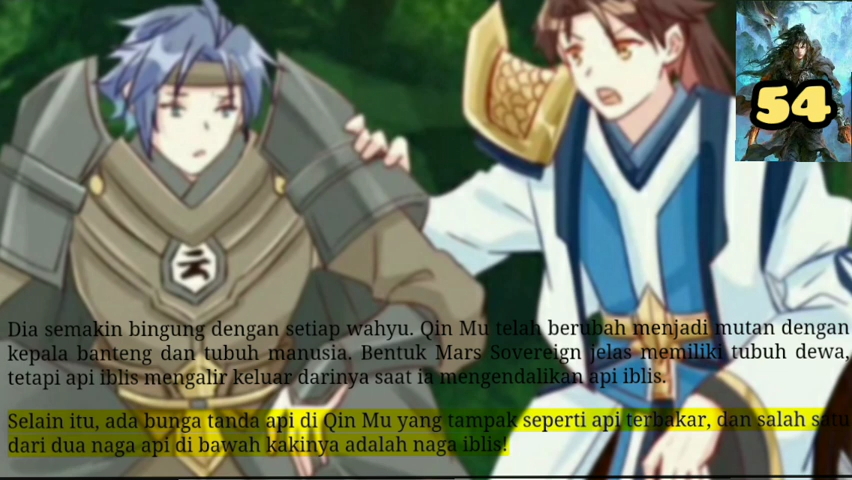 54
云
Dia semakin bingung dengan setiap wahyu. Qin Mu telah berubah menjadi mutan dengan
kepala banteng dan tubuh manusia. Bentuk Mars Sovereign jelas memiliki tubuh dewa,
tetapi api iblis mengalir keluar darinya saat ia mengendalikan api iblis.
Selain itu, ada bunga tanda api di Qin Mu yang tampak seperti api terbakar, dan salah satu
dari dua naga api di bawah kakinya adalah naga iblis!